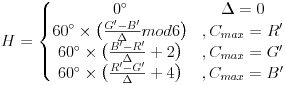 H = { 0° Δ = 0
60° × (G′−B′/Δ mod6) , C_max = R′
60° × (B′−R′/Δ + 2) , C_max = G′
60° × (R′−G′/Δ + 4) , C_max = B′